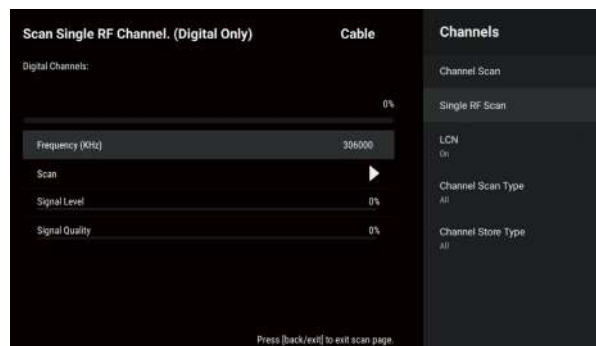 Scan Single RF Channel. (Digital Only) Cable
Digital Channels:
0%
Frequency (KHz) 306000
Scan
Signal Level 0%
Signal Quality 0%
Press [back/exit] to exit scan page.
Channels
Channel Scan
Single RF Scan
LCN
On
Channel Scan Type
All
Channel Store Type
All